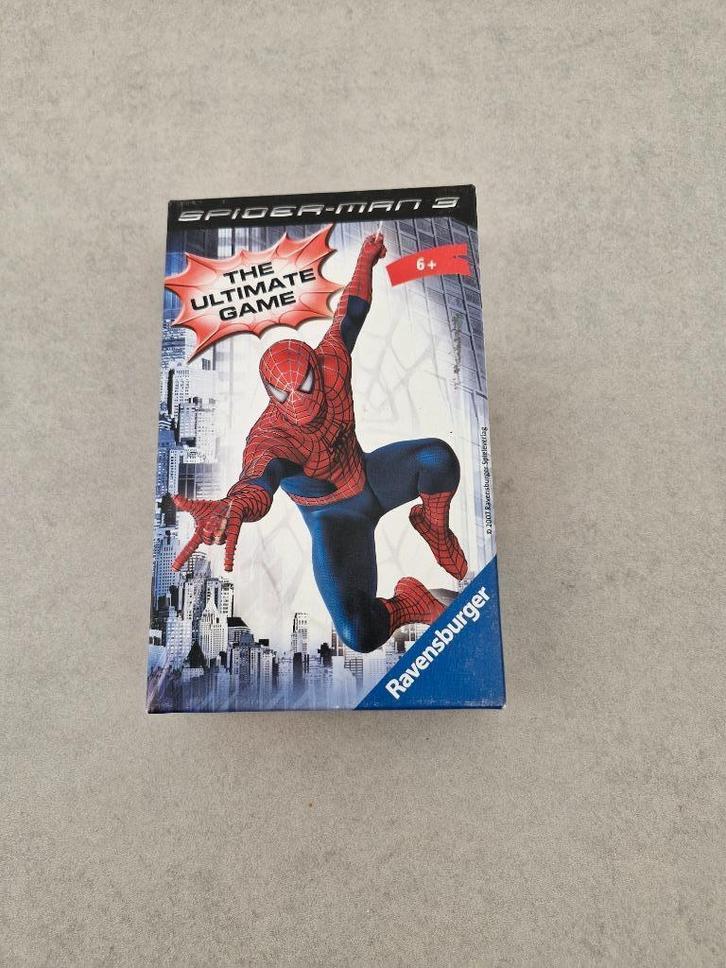 SPIDER-MAN 3
THE
ULTIMATE
GAME
6+
© 2007 Ravensburger Spieleverlag
Ravensburger